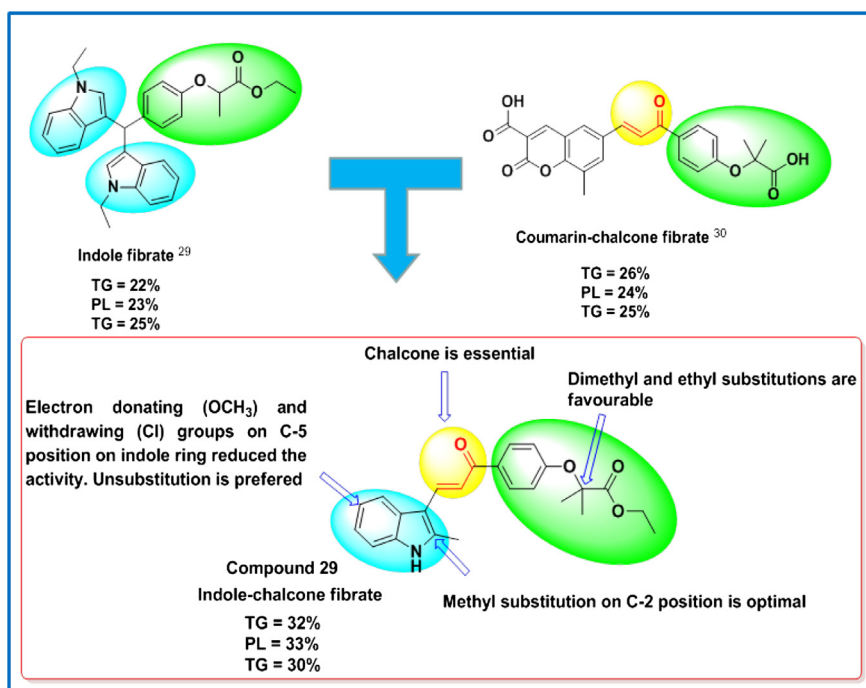 N
O
O
O
N
Indole fibrate 29
TG = 22%
PL = 23%
TG = 25%
OH
O
O
O
O
O
OH
O
Coumarin-chalcone fibrate 30
TG = 26%
PL = 24%
TG = 25%
Chalcone is essential
Dimethyl and ethyl substitutions are
favourable
Electron donating (OCH3) and
withdrawing (Cl) groups on C-5
position on indole ring reduced the
activity. Unsubstitution is prefered
O
O
O
O
N
H
Compound 29
Indole-chalcone fibrate
TG = 32%
PL = 33%
TG = 30%
Methyl substitution on C-2 position is optimal